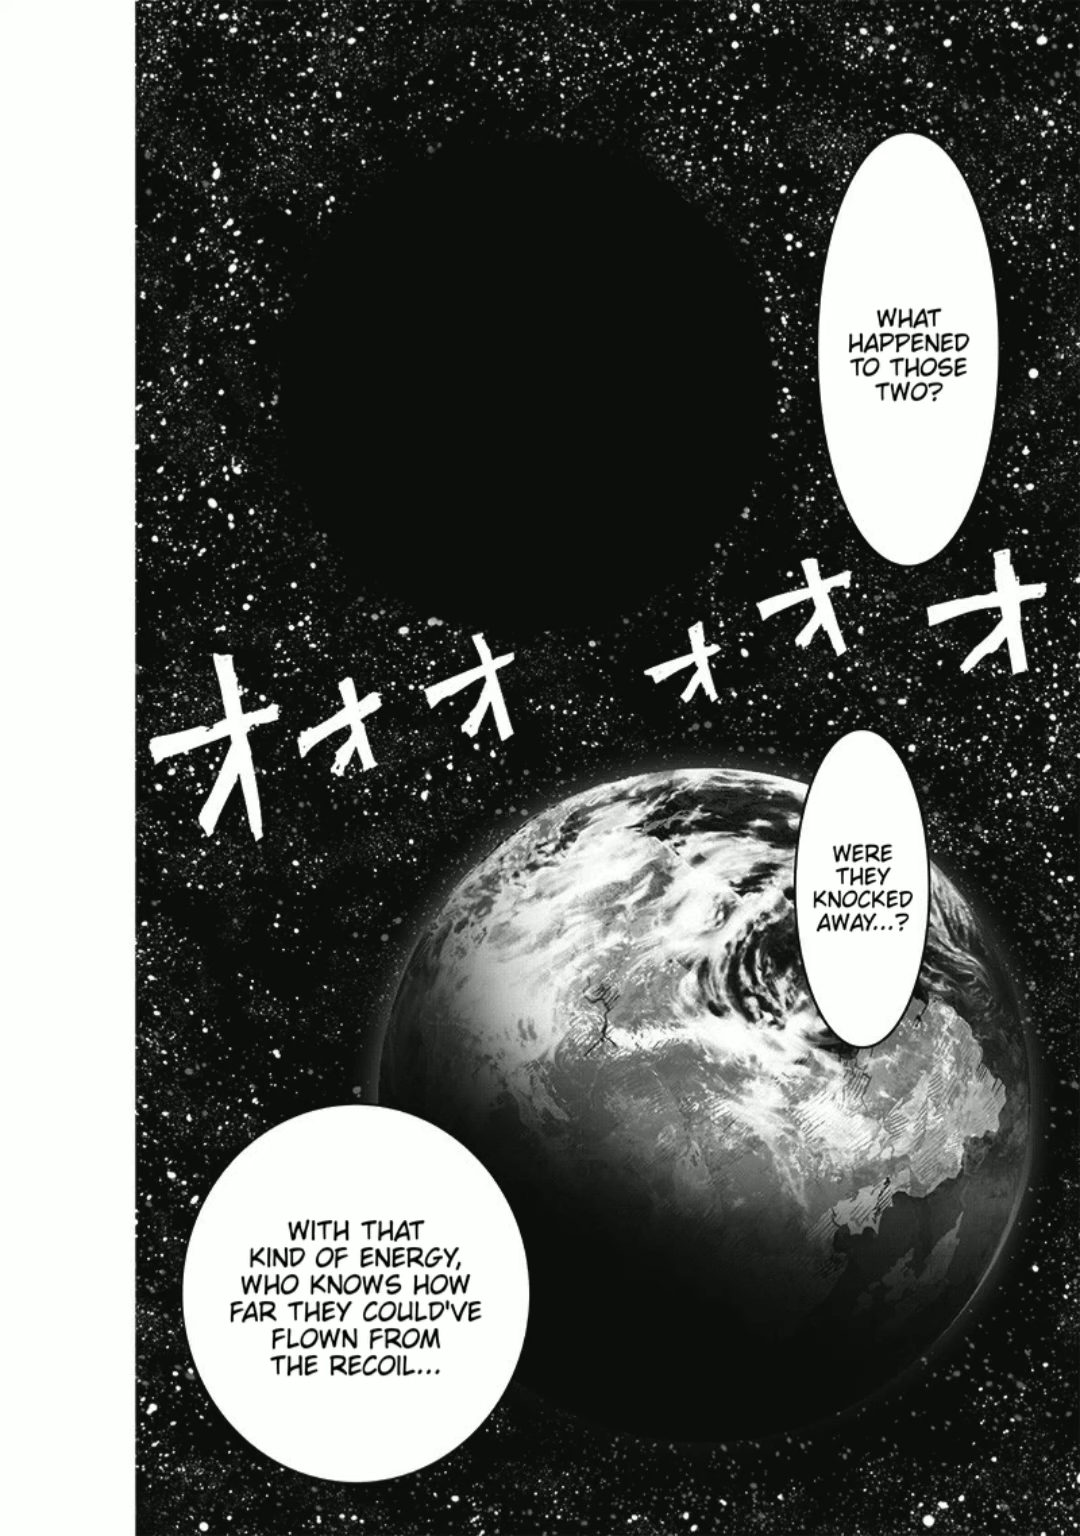 WHAT
HAPPENED
TO THOSE
TWO?
オオオオオオ
WERE
THEY
KNOCKED
AWAY...?
WITH THAT
KIND OF ENERGY,
WHO KNOWS HOW
FAR THEY COULD'VE
FLOWN FROM
THE RECOIL...